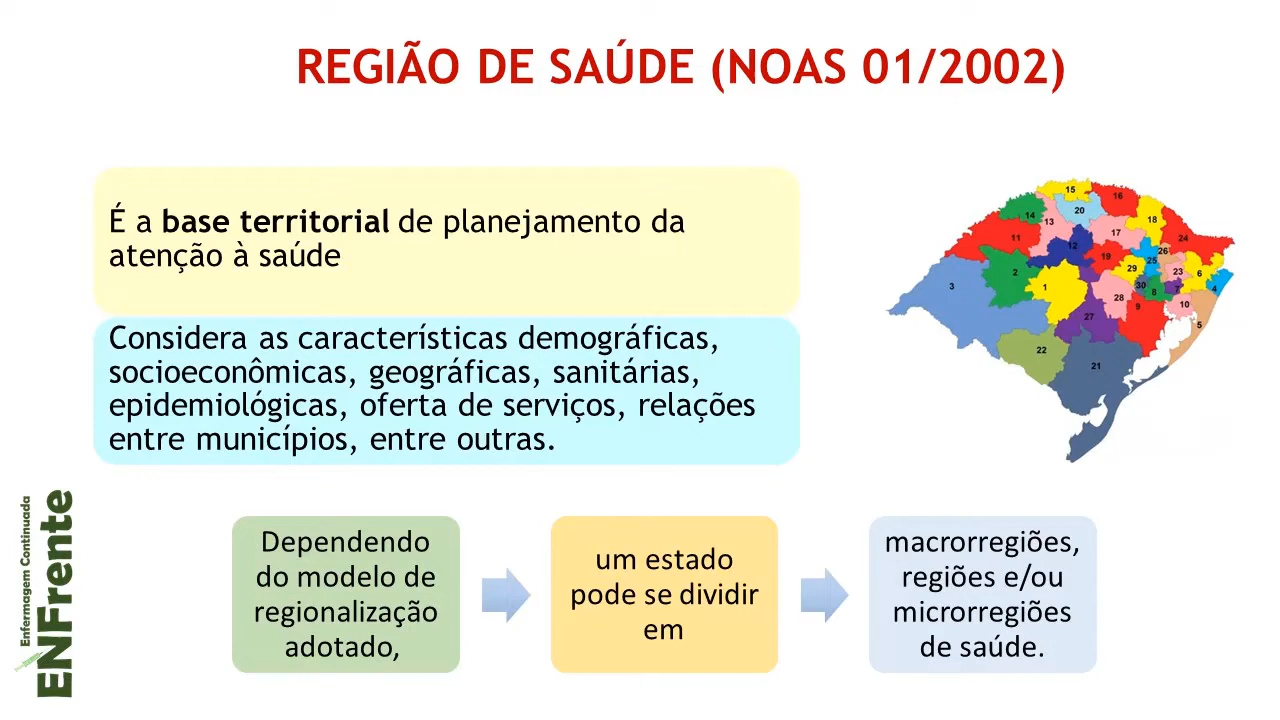 REGIÃO DE SAÚDE (NOAS 01/2002)
É a base territorial de planejamento da
atenção à saúde
Considera as características demográficas,
socioeconômicas, geográficas, sanitárias,
epidemiológicas, oferta de serviços, relações
entre municípios, entre outras.
15
16
14
20
13
18
17
11
24
12
26
19
25
29
23
2
6
3
1
30
8
7
4
28
9
10
27
5
22
21
Dependendo
do modelo de
regionalização
adotado,
um estado
pode se dividir
em
macrorregiões,
regiões e/ou
microrregiões
de saúde.
Enfermagem Continuada
ENFrente